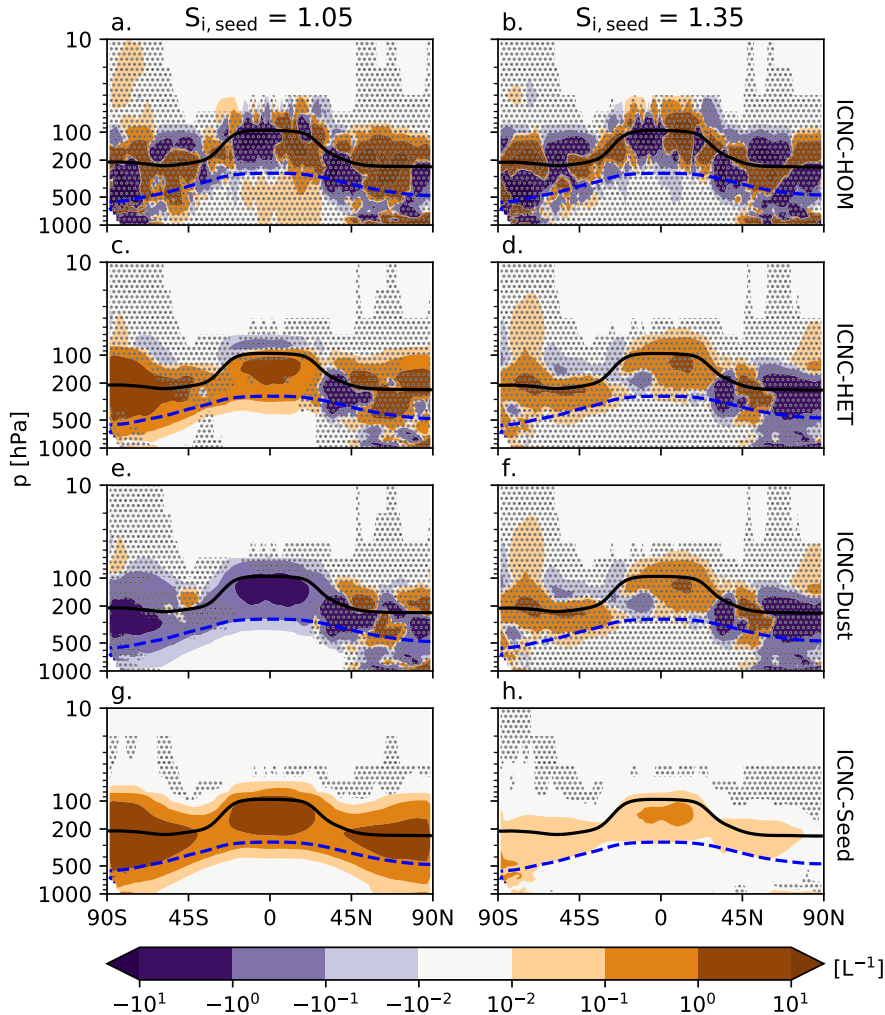 S_{i, seed} = 1.05
S_{i, seed} = 1.35
a.
b.
10
100
200
500
1000
ICNC-HOM
c.
d.
10
100
200
500
1000
ICNC-HET
p [hPa]
e.
f.
10
100
200
500
1000
ICNC-Dust
g.
h.
10
100
200
500
1000
ICNC-Seed
90S 45S 0 45N 90N
90S 45S 0 45N 90N
[L⁻¹]
−10¹ −10⁰ −10⁻¹ −10⁻² 10⁻² 10⁻¹ 10⁰ 10¹